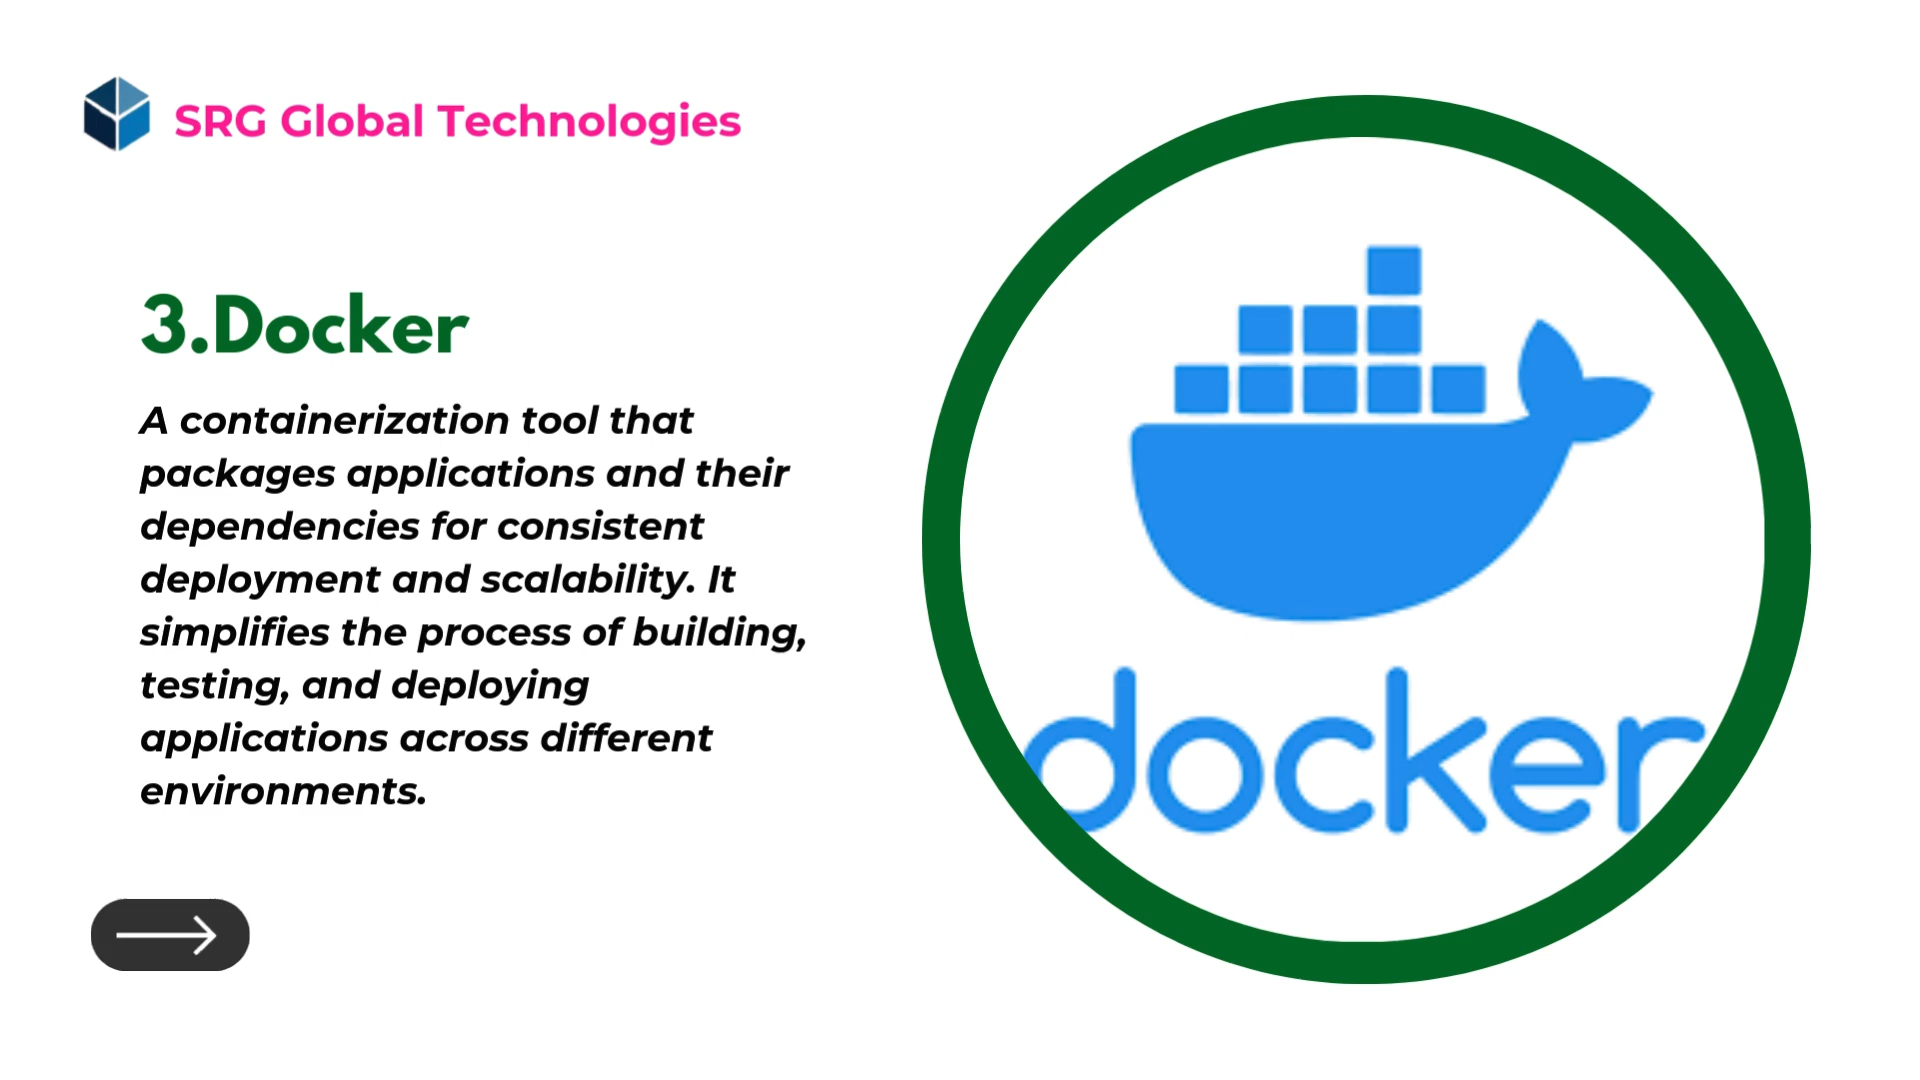 SRG Global Technologies
3.Docker
A containerization tool that
packages applications and their
dependencies for consistent
deployment and scalability. It
simplifies the process of building,
testing, and deploying
applications across different
environments.
docker